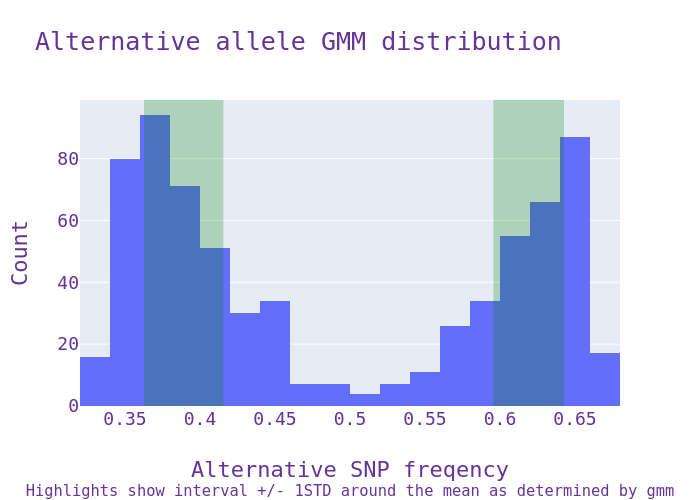 Alternative allele GMM distribution
Count
80
60
40
20
0
0.35 0.4 0.45 0.5 0.55 0.6 0.65
Alternative SNP freqency
Highlights show interval +/- 1STD around the mean as determined by gmm